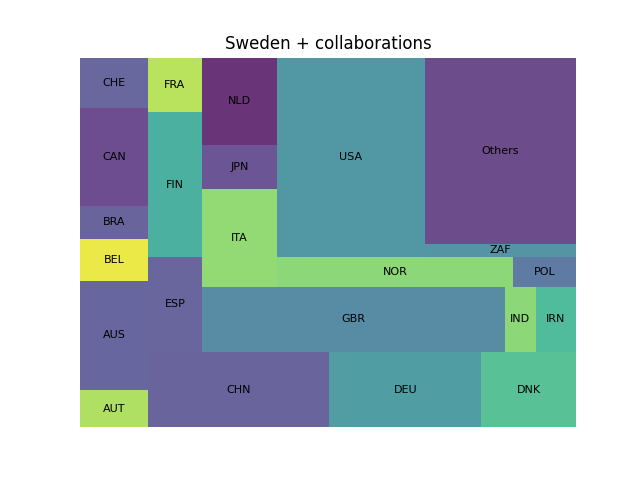 Sweden + collaborations
CHE
FRA
NLD
USA
Others
CAN
JPN
FIN
BRA
ITA
ZAF
BEL
NOR
POL
ESP
GBR
IND
IRN
AUS
CHN
DEU
DNK
AUT